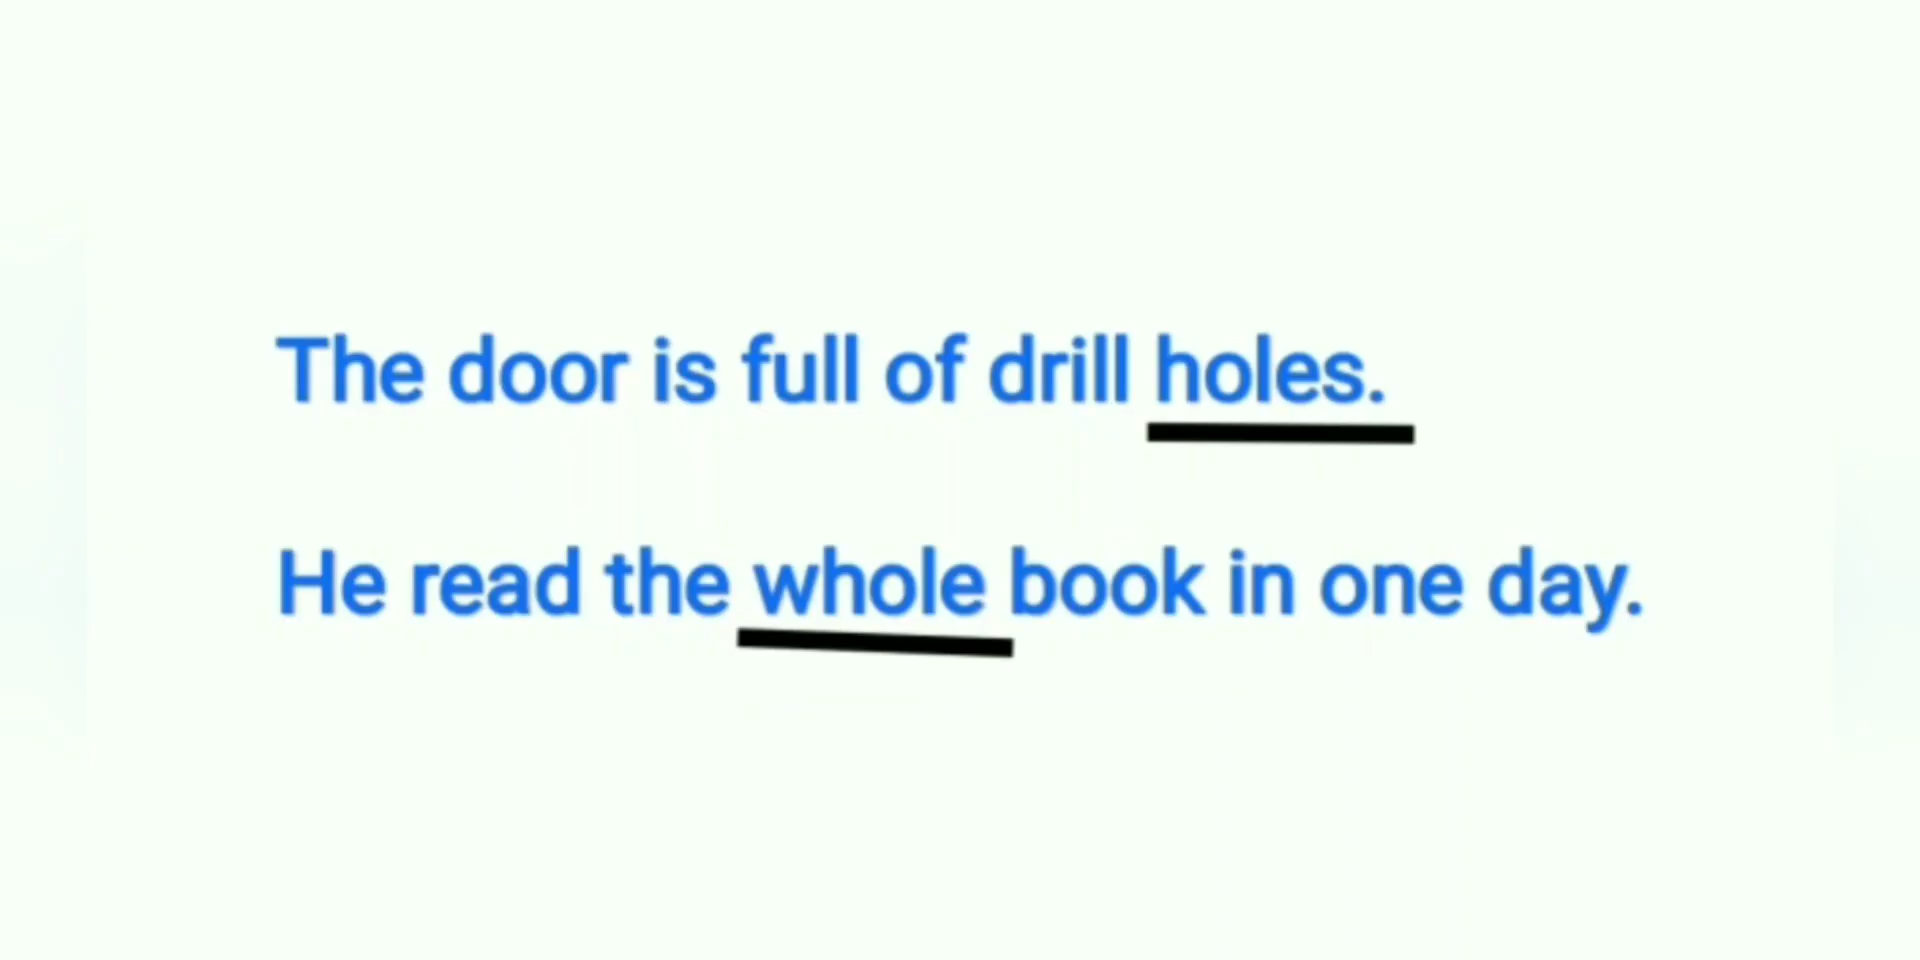 The door is full of drill holes.
He read the whole book in one day.